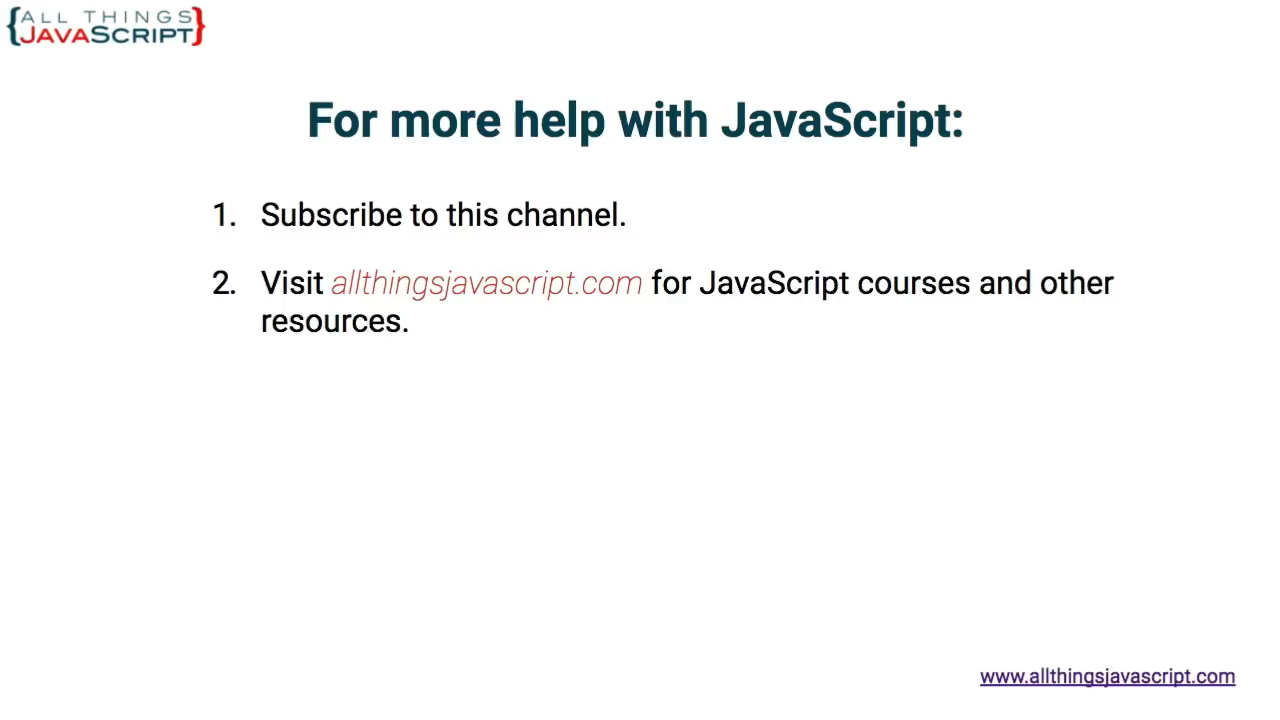 {ALL THINGS
JAVASCRIPT}
For more help with JavaScript:
1. Subscribe to this channel.
2. Visit allthingsjavascript.com for JavaScript courses and other
resources.
www.allthingsjavascript.com